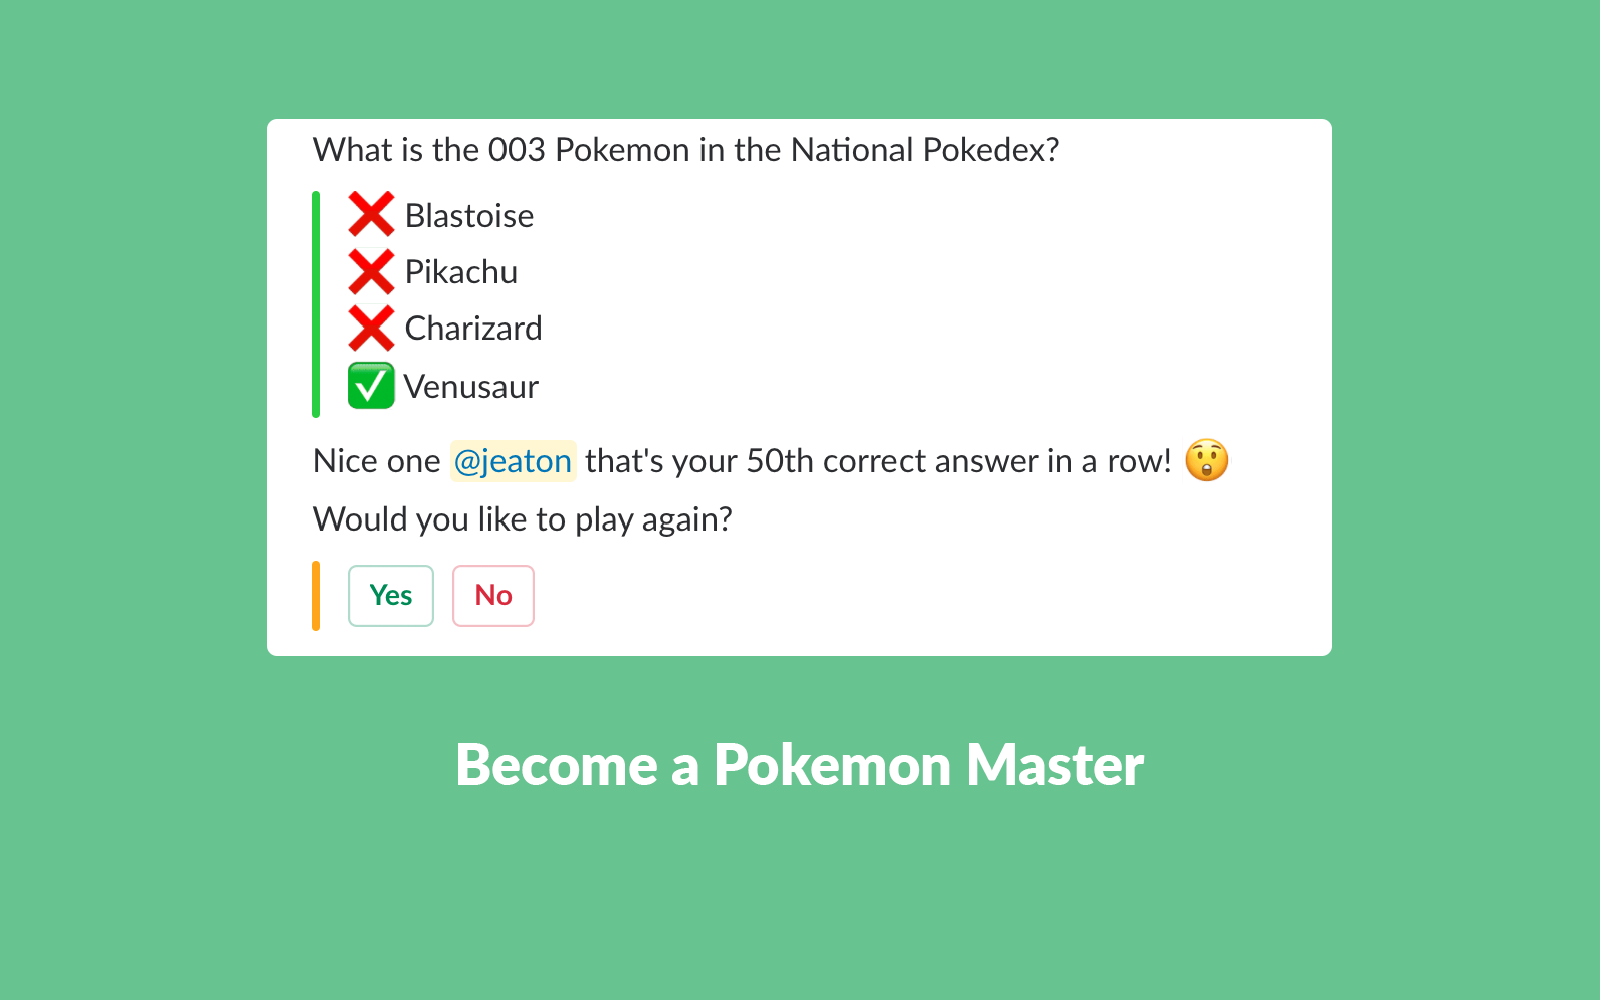 What is the 003 Pokemon in the National Pokedex?
❌ Blastoise
❌ Pikachu
❌ Charizard
✅ Venusaur
Nice one @jeaton that's your 50th correct answer in a row! 😲
Would you like to play again?
Yes No
Become a Pokemon Master